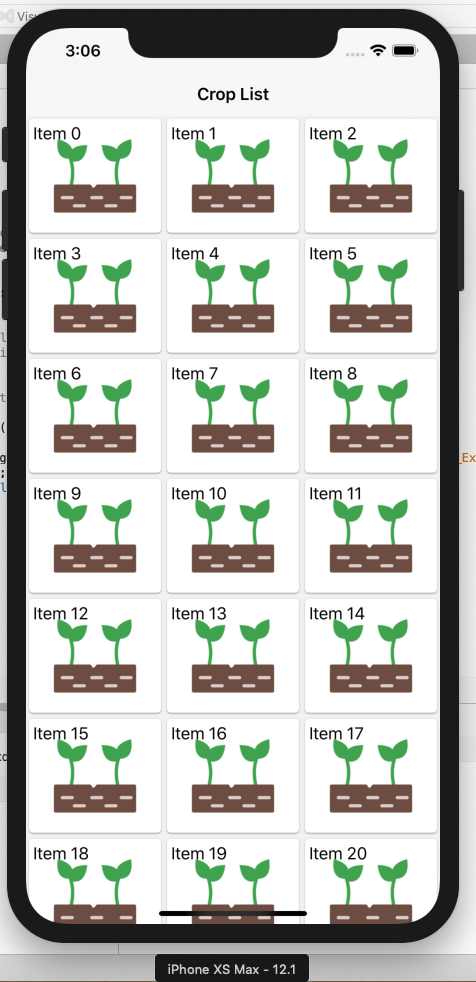 Vis
3:06
Crop List
Item 0
Item 1
Item 2
Item 3
Item 4
Item 5
Item 6
Item 7
Item 8
Item 9
Item 10
Item 11
Item 12
Item 13
Item 14
Item 15
Item 16
Item 17
Item 18
Item 19
Item 20
_Ex
iPhone XS Max - 12.1